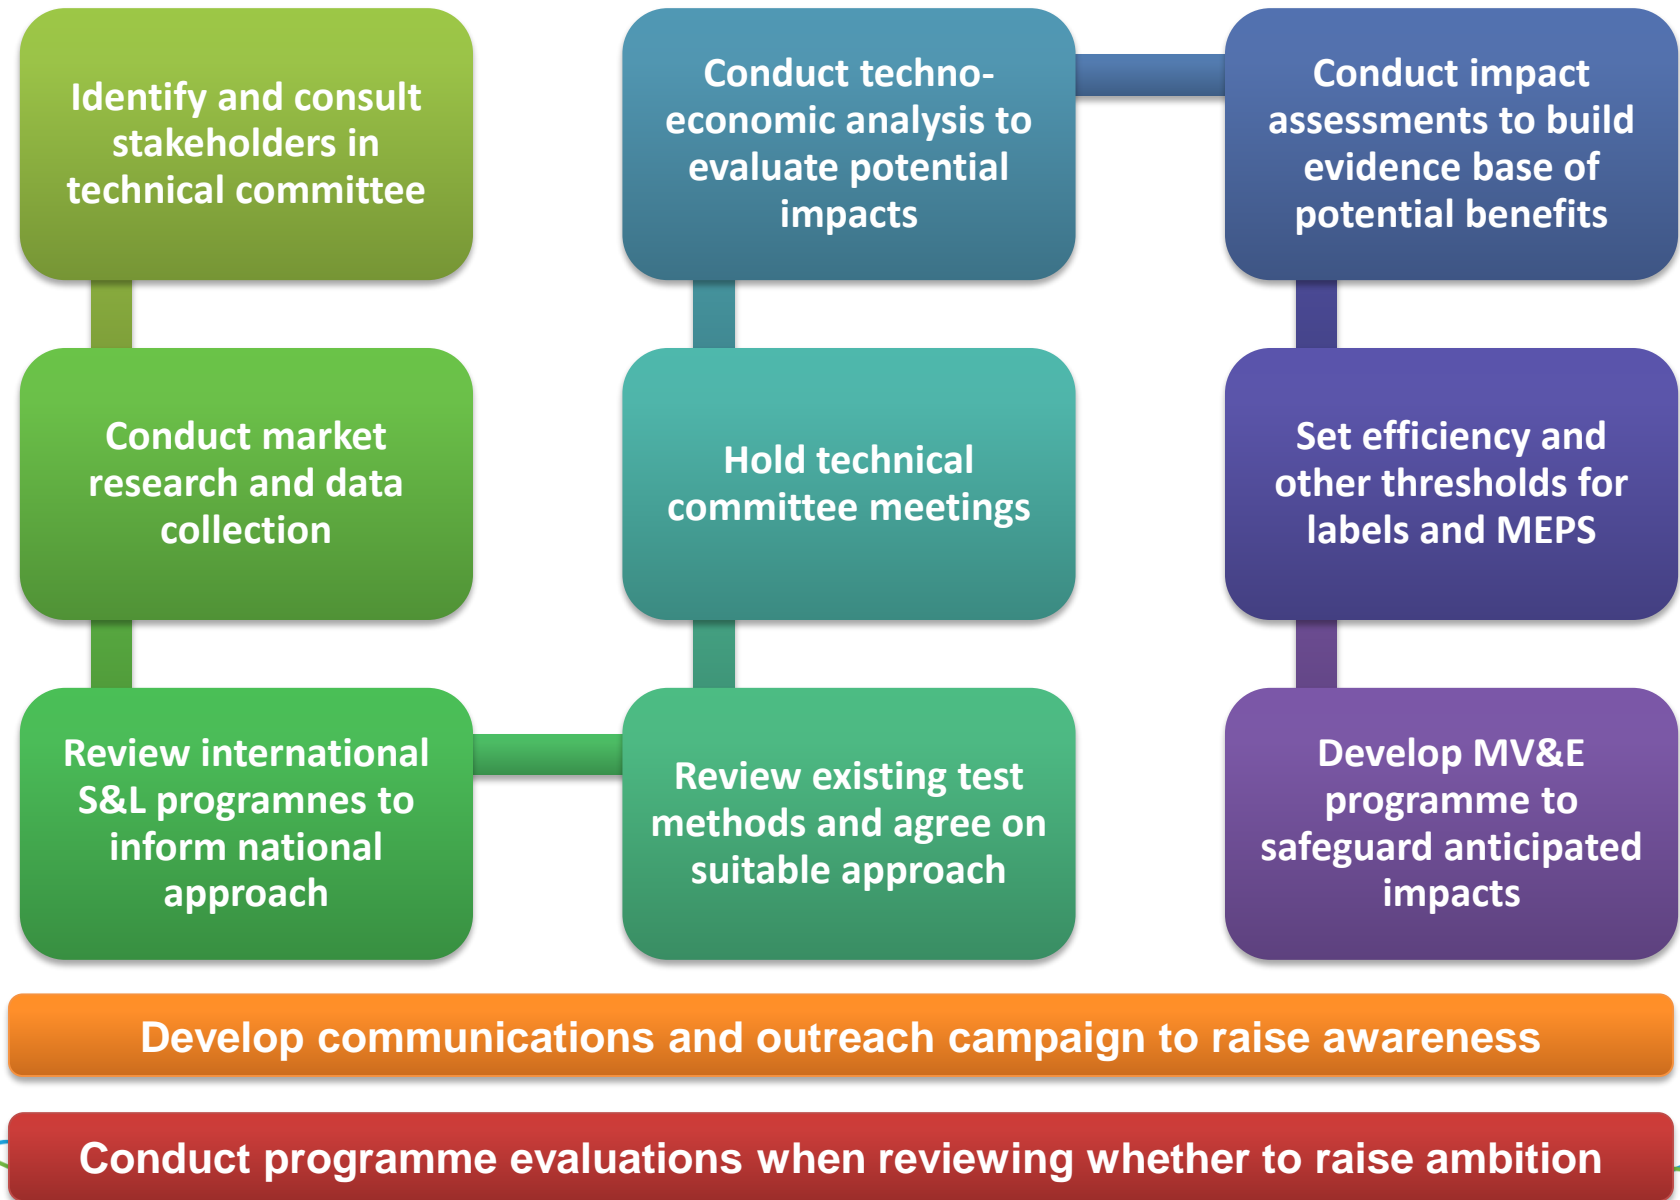 Identify and consult
stakeholders in
technical committee
Conduct market
research and data
collection
Review international
S&L programnes to
inform national
approach
Review existing test
methods and agree on
suitable approach
Hold technical
committee meetings
Conduct techno-
economic analysis to
evaluate potential
impacts
Conduct impact
assessments to build
evidence base of
potential benefits
Set efficiency and
other thresholds for
labels and MEPS
Develop MV&E
programme to
safeguard anticipated
impacts
Develop communications and outreach campaign to raise awareness
Conduct programme evaluations when reviewing whether to raise ambition